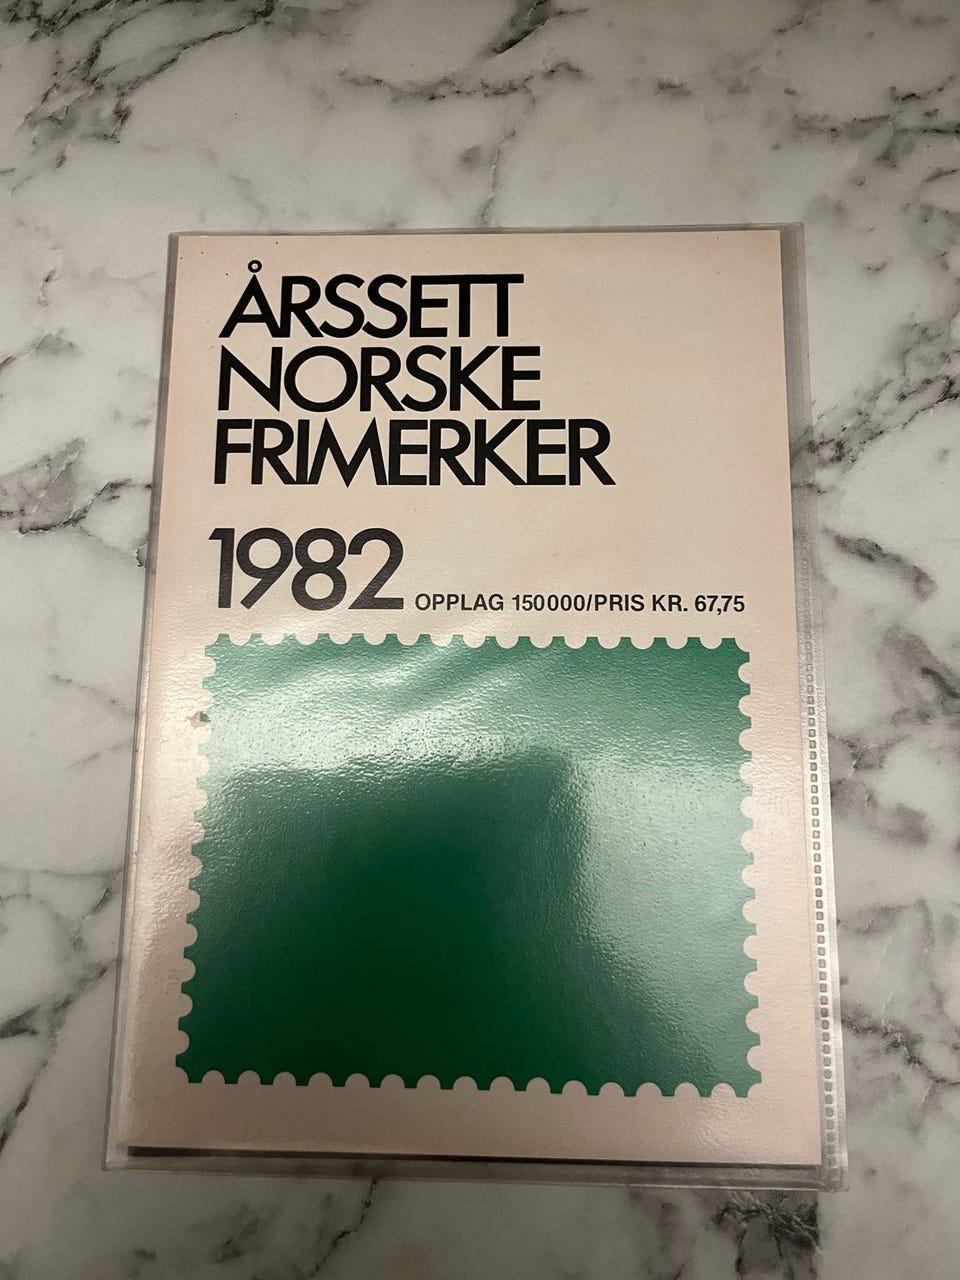 ÅRSSETT
NORSKE
FRIMERKER
1982 OPPLAG 150000/PRIS KR. 67,75